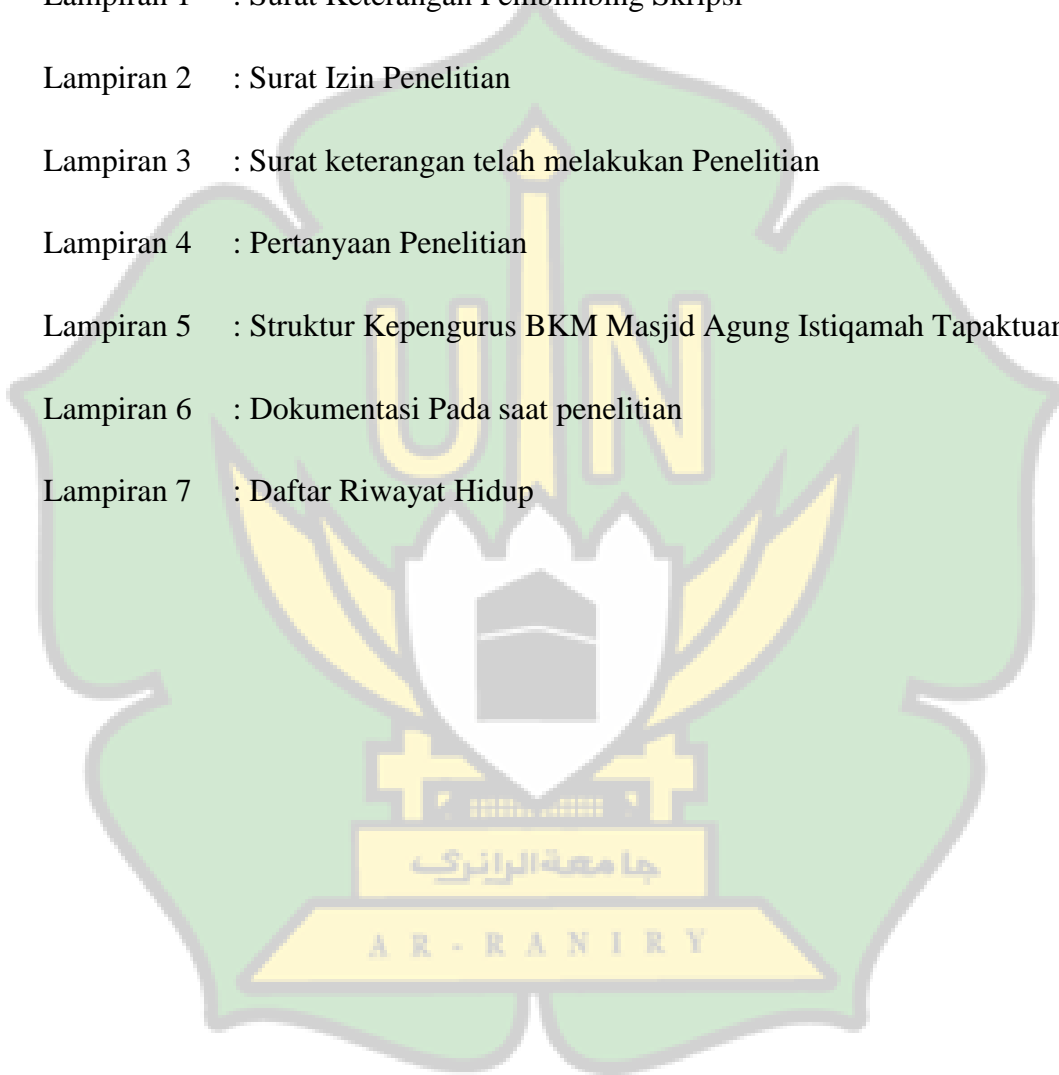 Lampiran 1 : Surat Keterangan Pembimbing Skripsi
Lampiran 2 : Surat Izin Penelitian
Lampiran 3 : Surat keterangan telah melakukan Penelitian
Lampiran 4 : Pertanyaan Penelitian
Lampiran 5 : Struktur Kepengurus BKM Masjid Agung Istiqamah Tapaktuan
Lampiran 6 : Dokumentasi Pada saat penelitian
Lampiran 7 : Daftar Riwayat Hidup
UIN
جامعة الرانري
AR-RANIRY